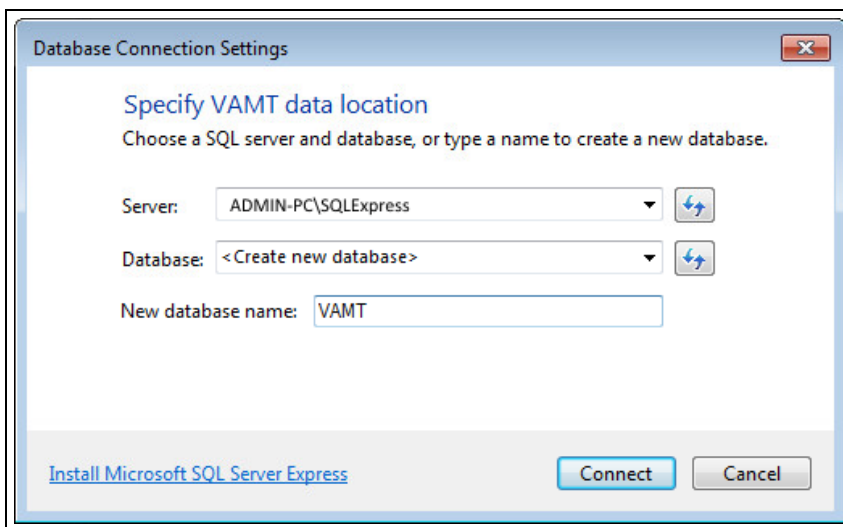 Database Connection Settings
Specify VAMT data location
Choose a SQL server and database, or type a name to create a new database.
Server: ADMIN-PC\SQLExpress
Database: <Create new database>
New database name: VAMT
Install Microsoft SQL Server Express Connect Cancel